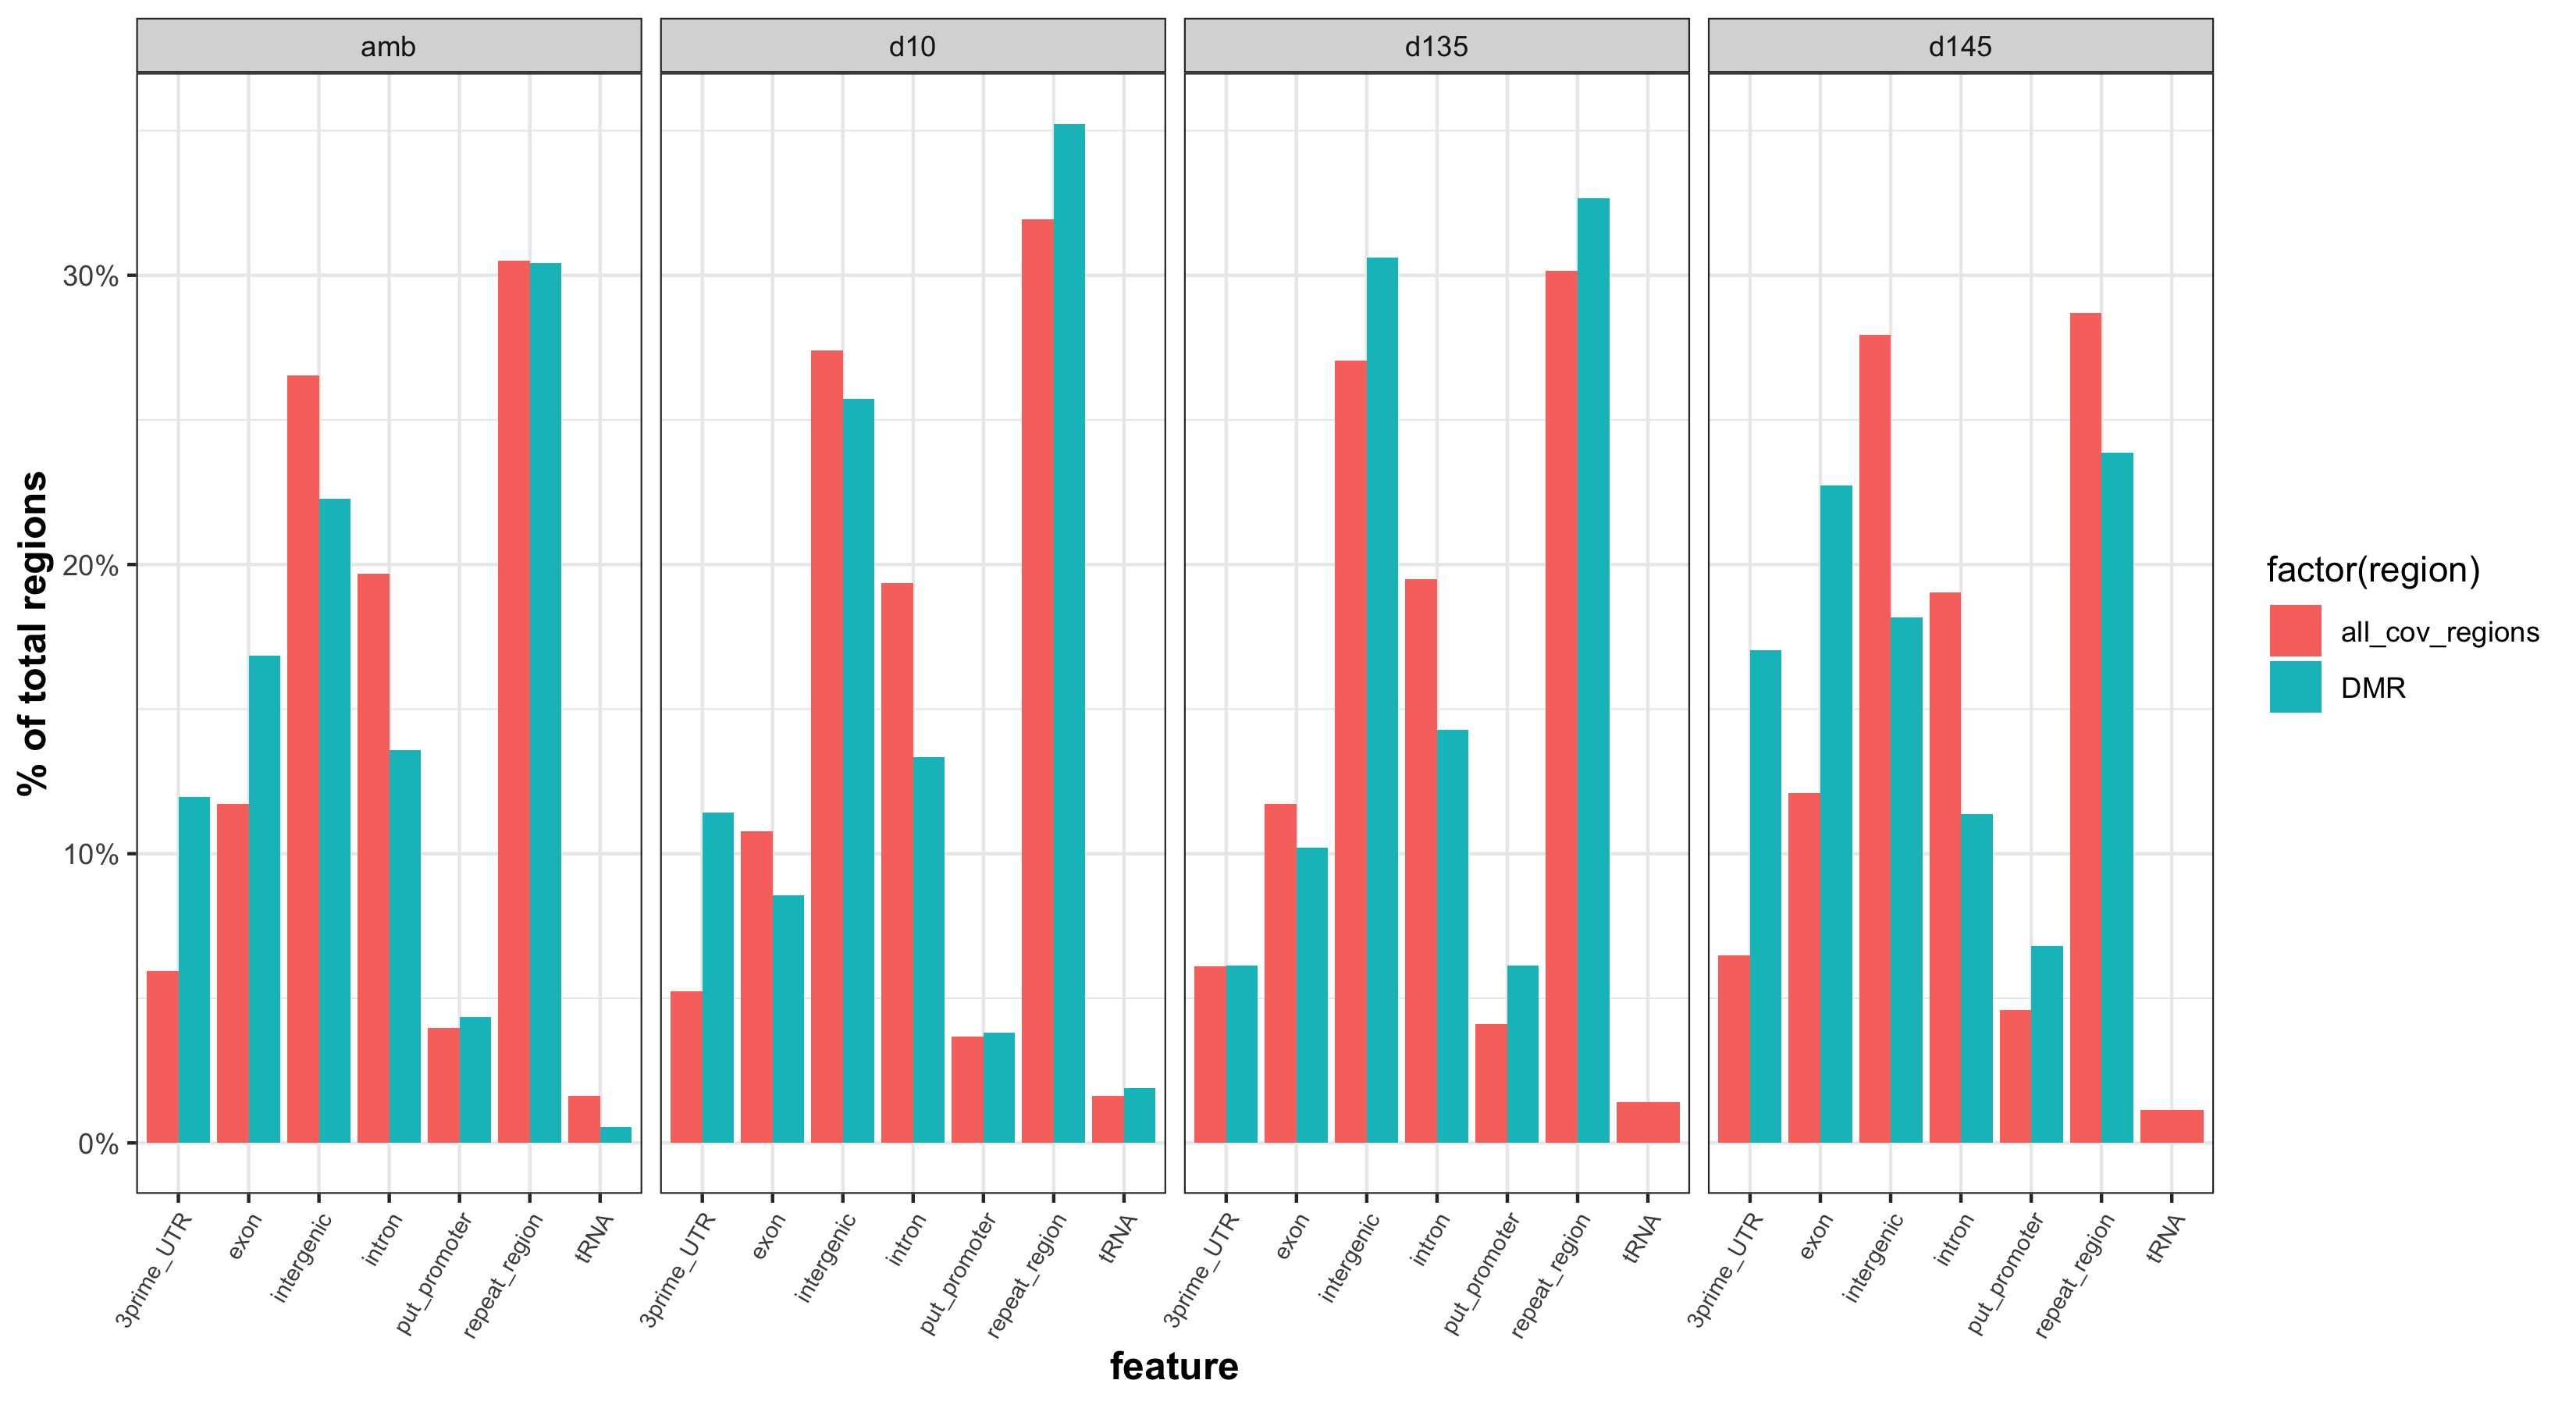 amb d10 d135 d145
% of total regions
30%
20%
10%
0%
3prime_UTR exon intergenic intron put_promoter repeat_region tRNA 3prime_UTR exon intergenic intron put_promoter repeat_region tRNA 3prime_UTR exon intergenic intron put_promoter repeat_region tRNA 3prime_UTR exon intergenic intron put_promoter repeat_region tRNA
feature
factor(region)
all_cov_regions
DMR